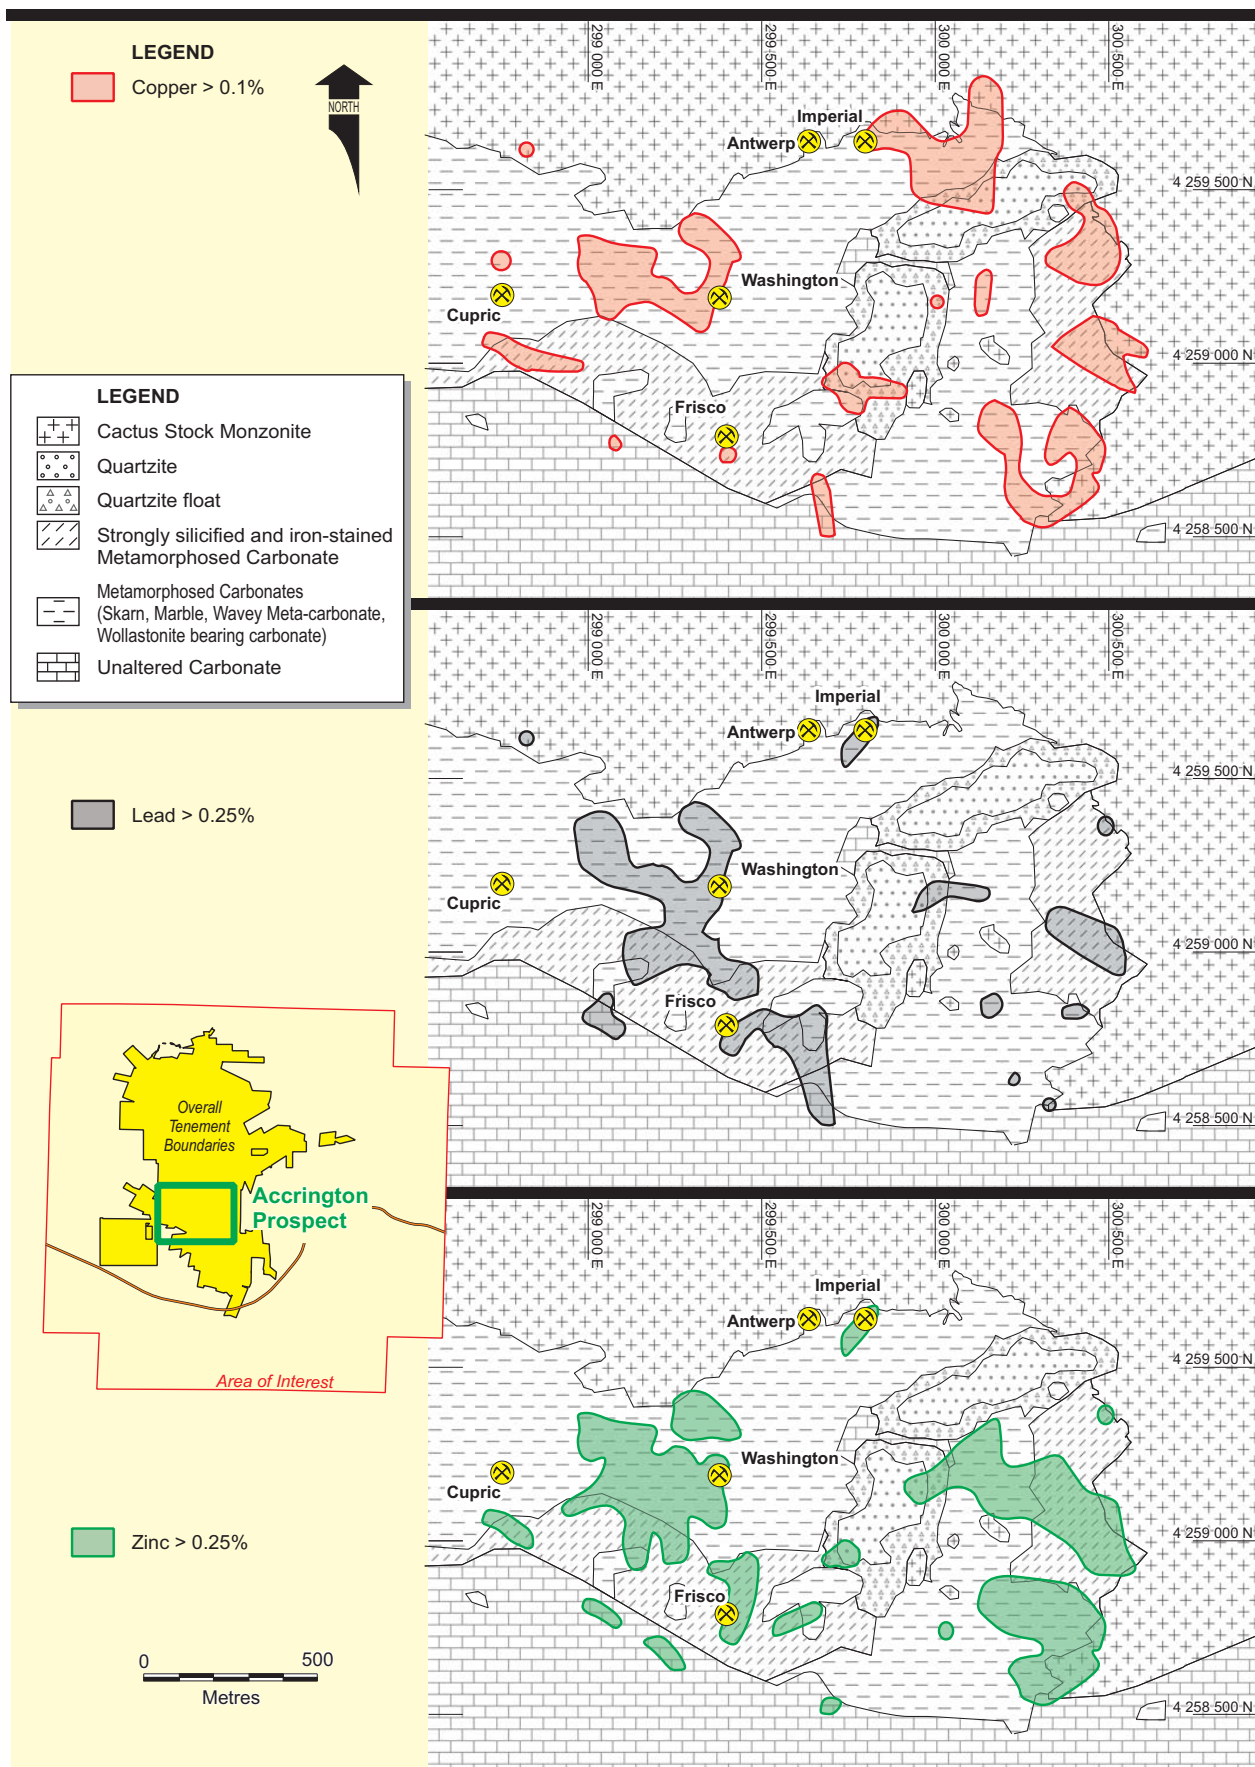 LEGEND
Copper > 0.1%
NORTH
299 000 E
299 500 E
300 000 E
300 500 E
Imperial
Antwerp
4 259 500 N
Washington
Cupric
4 259 000 N
Frisco
4 258 500 N
LEGEND
Cactus Stock Monzonite
Quartzite
Quartzite float
Strongly silicified and iron-stained
Metamorphosed Carbonate
Metamorphosed Carbonates
(Skarn, Marble, Wavey Meta-carbonate,
Wollastonite bearing carbonate)
Unaltered Carbonate
299 000 E
299 500 E
300 000 E
300 500 E
Imperial
Antwerp
4 259 500 N
Lead > 0.25%
Washington
Cupric
4 259 000 N
Frisco
4 258 500 N
Overall
Tenement
Boundaries
Accrington
Prospect
Area of Interest
299 000 E
299 500 E
300 000 E
300 500 E
Imperial
Antwerp
4 259 500 N
Washington
Cupric
Zinc > 0.25%
4 259 000 N
Frisco
4 258 500 N
0 500
Metres